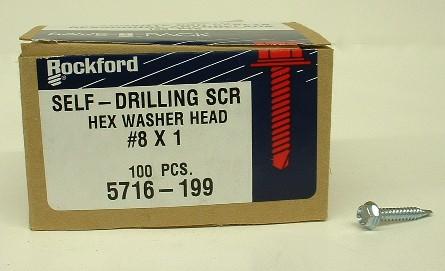 Rockford
SELF-DRILLING SCR
HEX WASHER HEAD
#8 X 1
100 PCS.
5716-199